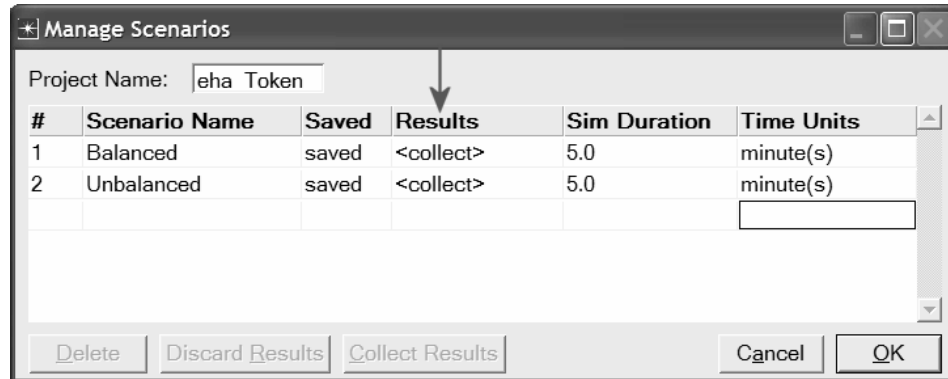 Manage Scenarios
Project Name: eha Token
# Scenario Name Saved Results Sim Duration Time Units
1 Balanced saved <collect> 5.0 minute(s)
2 Unbalanced saved <collect> 5.0 minute(s)
Delete Discard Results Collect Results Cancel OK